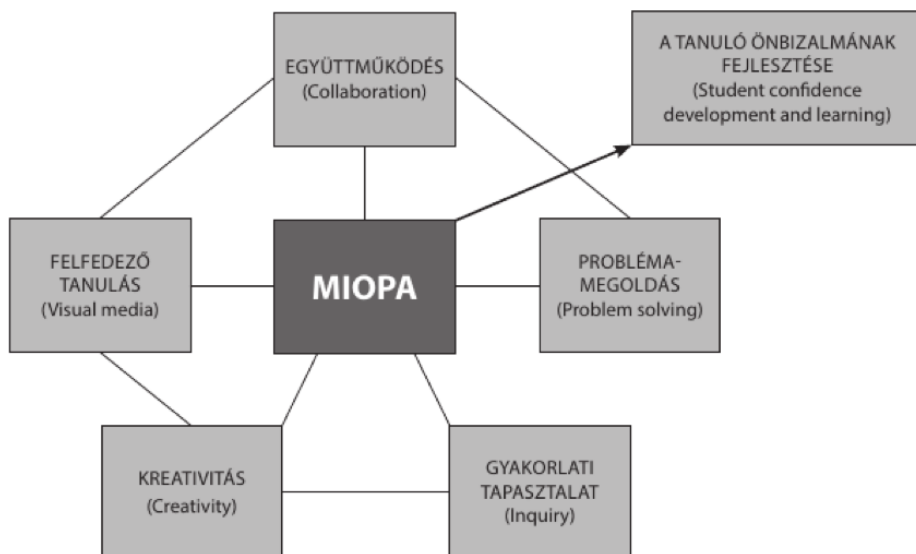 EGYÜTTMŰKÖDÉS
(Collaboration)
A TANULÓ ÖNBIZALMÁNAK
FEJLESZTÉSE
(Student confidence
development and learning)
FELFEDEZŐ
TANULÁS
(Visual media)
MIOPA
PROBLÉMA-
MEGOLDÁS
(Problem solving)
KREATIVITÁS
(Creativity)
GYAKORLATI
TAPASZTALAT
(Inquiry)